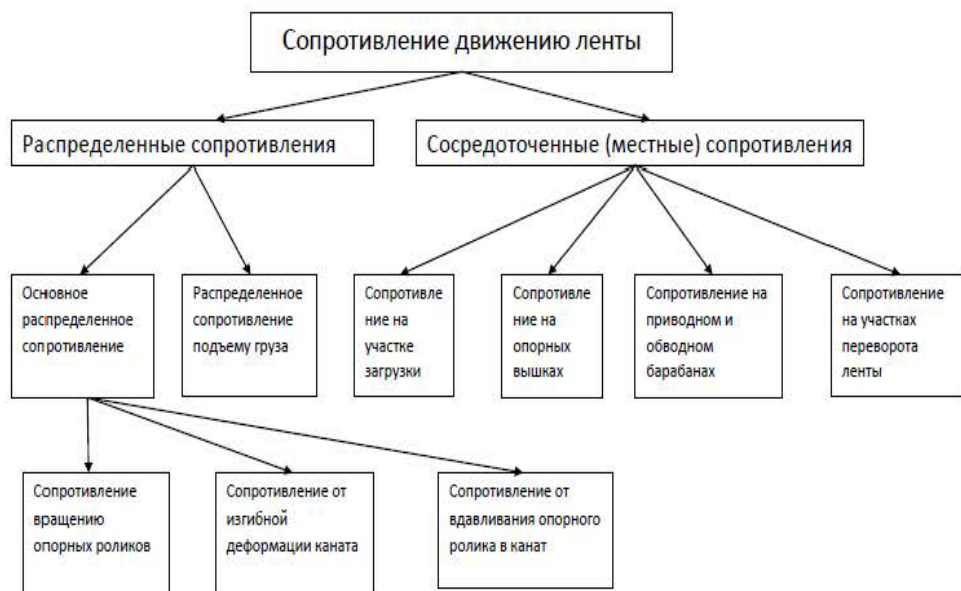 Сопротивление движению ленты
Распределенные сопротивления
Сосредоточенные (местные) сопротивления
Основное
распределенное
сопротивление
Распределенное
сопротивление
подъему груза
Сопротивле
ние на
участке
загрузки
Сопротивле
ние на
опорных
вышках
Сопротивление на
приводном и
обводном
барабанах
Сопротивление
на участках
переворота
ленты
Сопротивление
вращению
опорных роликов
Сопротивление от
изгибной
деформации каната
Сопротивление от
вдавливания опорного
ролика в канат